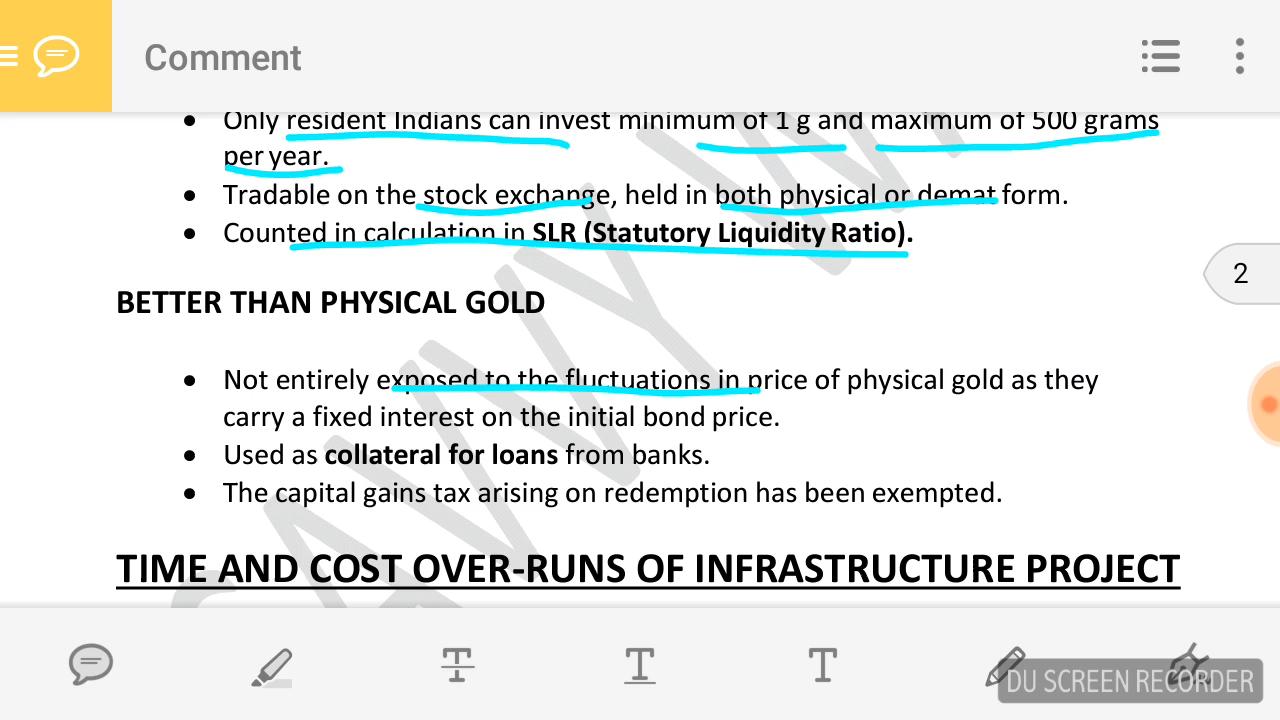 Comment
• Only resident Indians can invest minimum of 1 g and maximum of 500 grams
per year.
• Tradable on the stock exchange, held in both physical or demat form.
• Counted in calculation in SLR (Statutory Liquidity Ratio).
2
BETTER THAN PHYSICAL GOLD
• Not entirely exposed to the fluctuations in price of physical gold as they
carry a fixed interest on the initial bond price.
• Used as collateral for loans from banks.
• The capital gains tax arising on redemption has been exempted.
TIME AND COST OVER-RUNS OF INFRASTRUCTURE PROJECT
DU SCREEN RECORDER